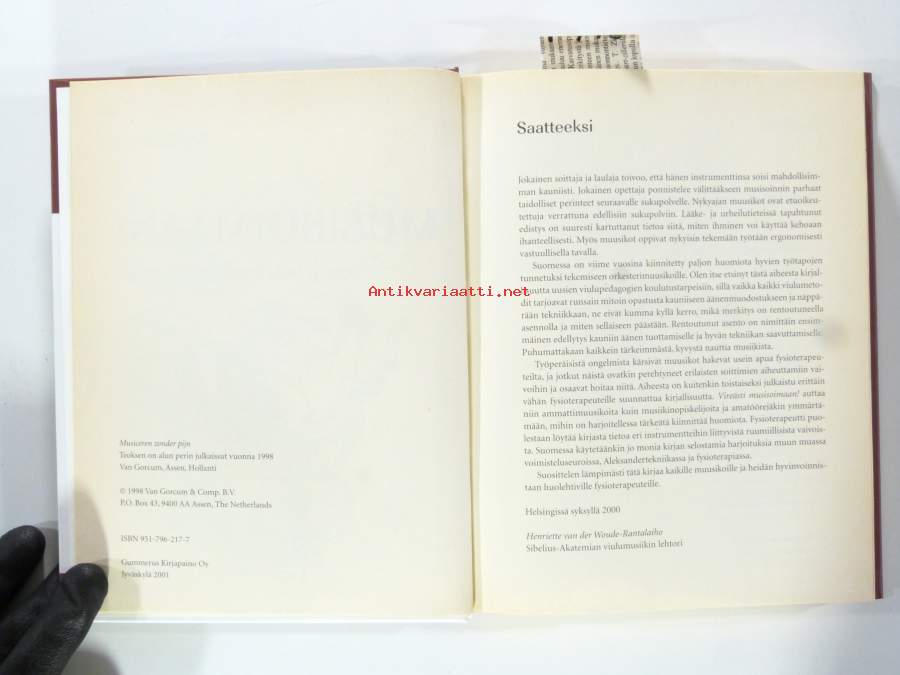 Musiceren zonder pijn
Teoksen on alun perin julkaissut vuonna 1998
Van Gorcum, Assen, Hollanti
© 1998 Van Gorcum & Comp. B.V.
P.O. Box 43, 9400 AA Assen, The Netherlands
ISBN 951-796-217-7
Gummerus Kirjapaino Oy
Jyväskylä 2001
Antikvariaatti.net
Saatteeksi
Jokainen soittaja ja laulaja toivoo, että hänen instrumenttinsa soisi mahdollisim-
man kauniisti. Jokainen opettaja ponnistelee välittääkseen musisoinnin parhaat
taidolliset perinteet seuraavalle sukupolvelle. Nykyajan muusikot ovat etuoikeu-
tettuja verrattuna edellisiin sukupolviin. Lääke- ja urheilutieteissä tapahtunut
edistys on suuresti kartuttanut tietoa siitä, miten ihminen voi käyttää kehoaan
ihanteellisesti. Myös muusikot oppivat nykyisin tekemään työtään ergonomisesti
vastuullisella tavalla.
Suomessa on viime vuosina kiinnitetty paljon huomiota hyvien työtapojen
tunnetuksi tekemiseen orkesterimuusikoille. Olen itse etsinyt tästä aiheesta kirjal-
lisuutta uusien viulupedagogien koulutustarpeisiin, sillä vaikka kaikki viulumeto-
dit tarjoavat runsain mitoin opastusta kauniiseen äänenmuodostukseen ja näppä-
rään tekniikkaan, ne eivät kumma kyllä kerro, mikä merkitys on rentoutuneella
asennolla ja miten sellaiseen päästään. Rentoutunut asento on nimittäin ensim-
mäinen edellytys kauniin äänen tuottamiselle ja hyvän tekniikan saavuttamiselle.
Puhumattakaan kaikkein tärkeimmästä, kyvystä nauttia musiikista.
Työperäisistä ongelmista kärsivät muusikot hakevat usein apua fysioterapeu-
teilta, ja jotkut näistä ovatkin perehtyneet erilaisten soittimien aiheuttamiin vai-
voihin ja osaavat hoitaa niitä. Aiheesta on kuitenkin toistaiseksi julkaistu erittäin
vähän fysioterapeuteille suunnattua kirjallisuutta. Vireästi musisoimaan! auttaa
niin ammattimuusikoita kuin musiikinopiskelijoita ja amatöörejäkin ymmärtä-
mään, mihin on harjoitellessa tärkeätä kiinnittää huomiota. Fysioterapeutti puo-
lestaan löytää kirjasta tietoa eri instrumentteihin liittyvistä ruumiillisista vaivois-
ta. Suomessa käytetäänkin jo monia kirjan selostamia harjoituksia muun muassa
voimisteluseuroissa, Aleksandertekniikassa ja fysioterapiassa.
Suosittelen lämpimästi tätä kirjaa kaikille muusikoille ja heidän hyvinvoinnis-
taan huolehtiville fysioterapeuteille.
Helsingissä syksyllä 2000
Henriette van der Woude-Rantalaiho
Sibelius-Akatemian viulumusiikin lehtori